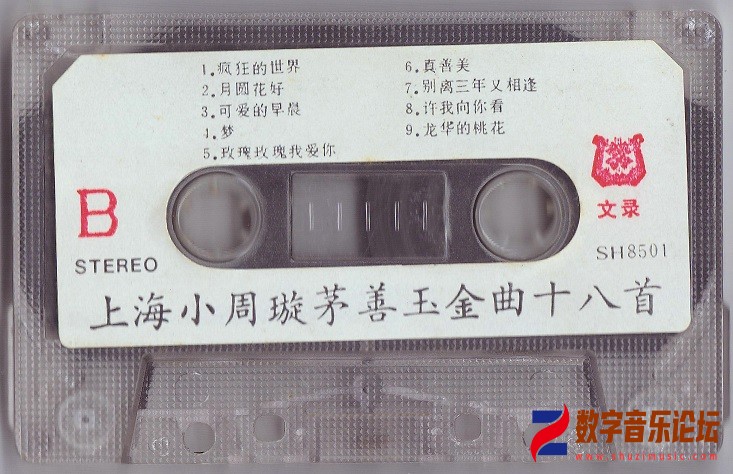 1.疯狂的世界
2.月圆花好
3.可爱的早晨
4.梦
5.玫瑰玫瑰我爱你
6.真善美
7.别离三年又相逢
8.许我向你看
9.龙华的桃花
B
STEREO
文录
SH8501
上海小周璇茅善玉金曲十八首
数字音乐论坛
www.shuzimusic.com